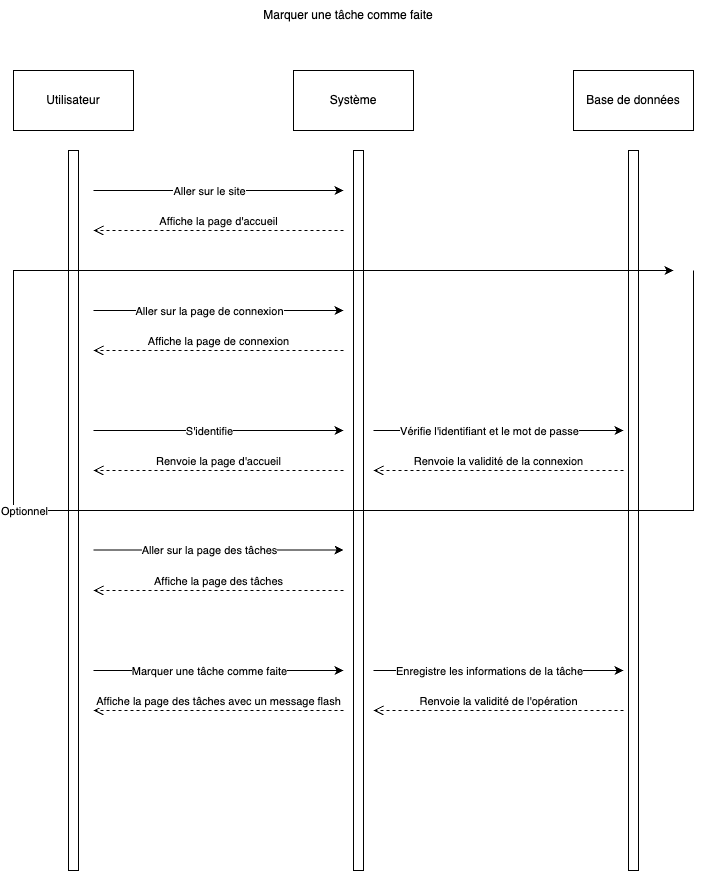 Marquer une tâche comme faite
Utilisateur
Système
Base de données
Aller sur le site
Affiche la page d'accueil
Aller sur la page de connexion
Affiche la page de connexion
S'identifie
Vérifie l'identifiant et le mot de passe
Renvoie la page d'accueil
Renvoie la validité de la connexion
Optionnel
Aller sur la page des tâches
Affiche la page des tâches
Marquer une tâche comme faite
Enregistre les informations de la tâche
Affiche la page des tâches avec un message flash
Renvoie la validité de l'opération